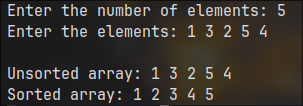 Enter the number of elements: 5
Enter the elements: 1 3 2 5 4
Unsorted array: 1 3 2 5 4
Sorted array: 1 2 3 4 5